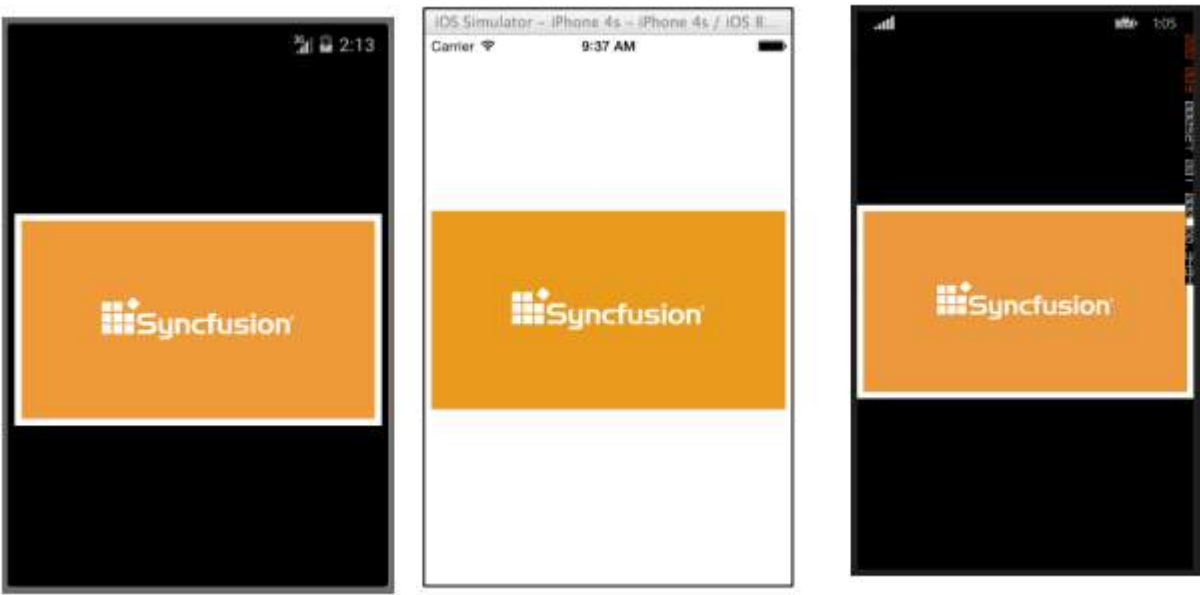 3G 2:13
Syncfusion
iOS Simulator - iPhone 4s - iPhone 4s / iOS 8...
Carrier 9:37 AM
Syncfusion
1:05
Syncfusion